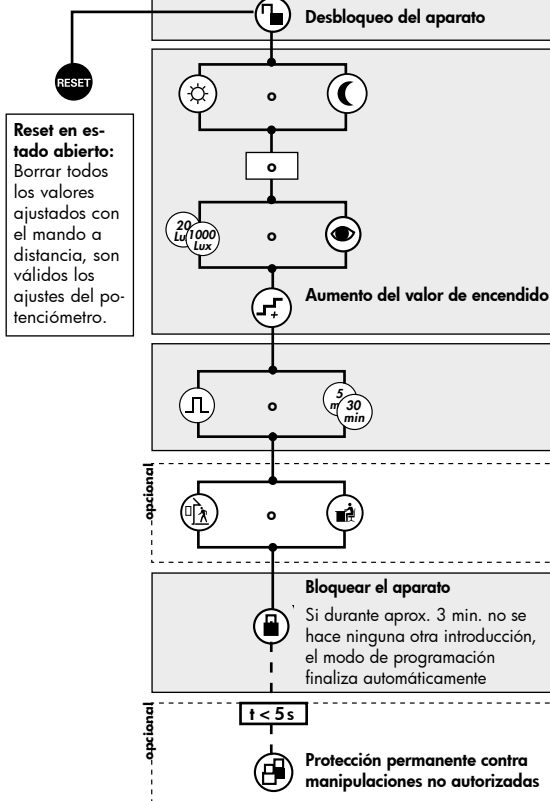 Desbloqueo del aparato
RESET
Reset en es-
tado abierto:
Borrar todos
los valores
ajustados con
el mando a
distancia, son
válidos los
ajustes del po-
tenciómetro.
o
o
20
Lu
1000
Lux
o
Aumento del valor de encendido
o
5
m
30
min
opcional
o
Bloquear el aparato
Si durante aprox. 3 min. no se
hace ninguna otra introducción,
el modo de programación
finaliza automáticamente
opcional
t < 5 s
Protección permanente contra
manipulaciones no autorizadas